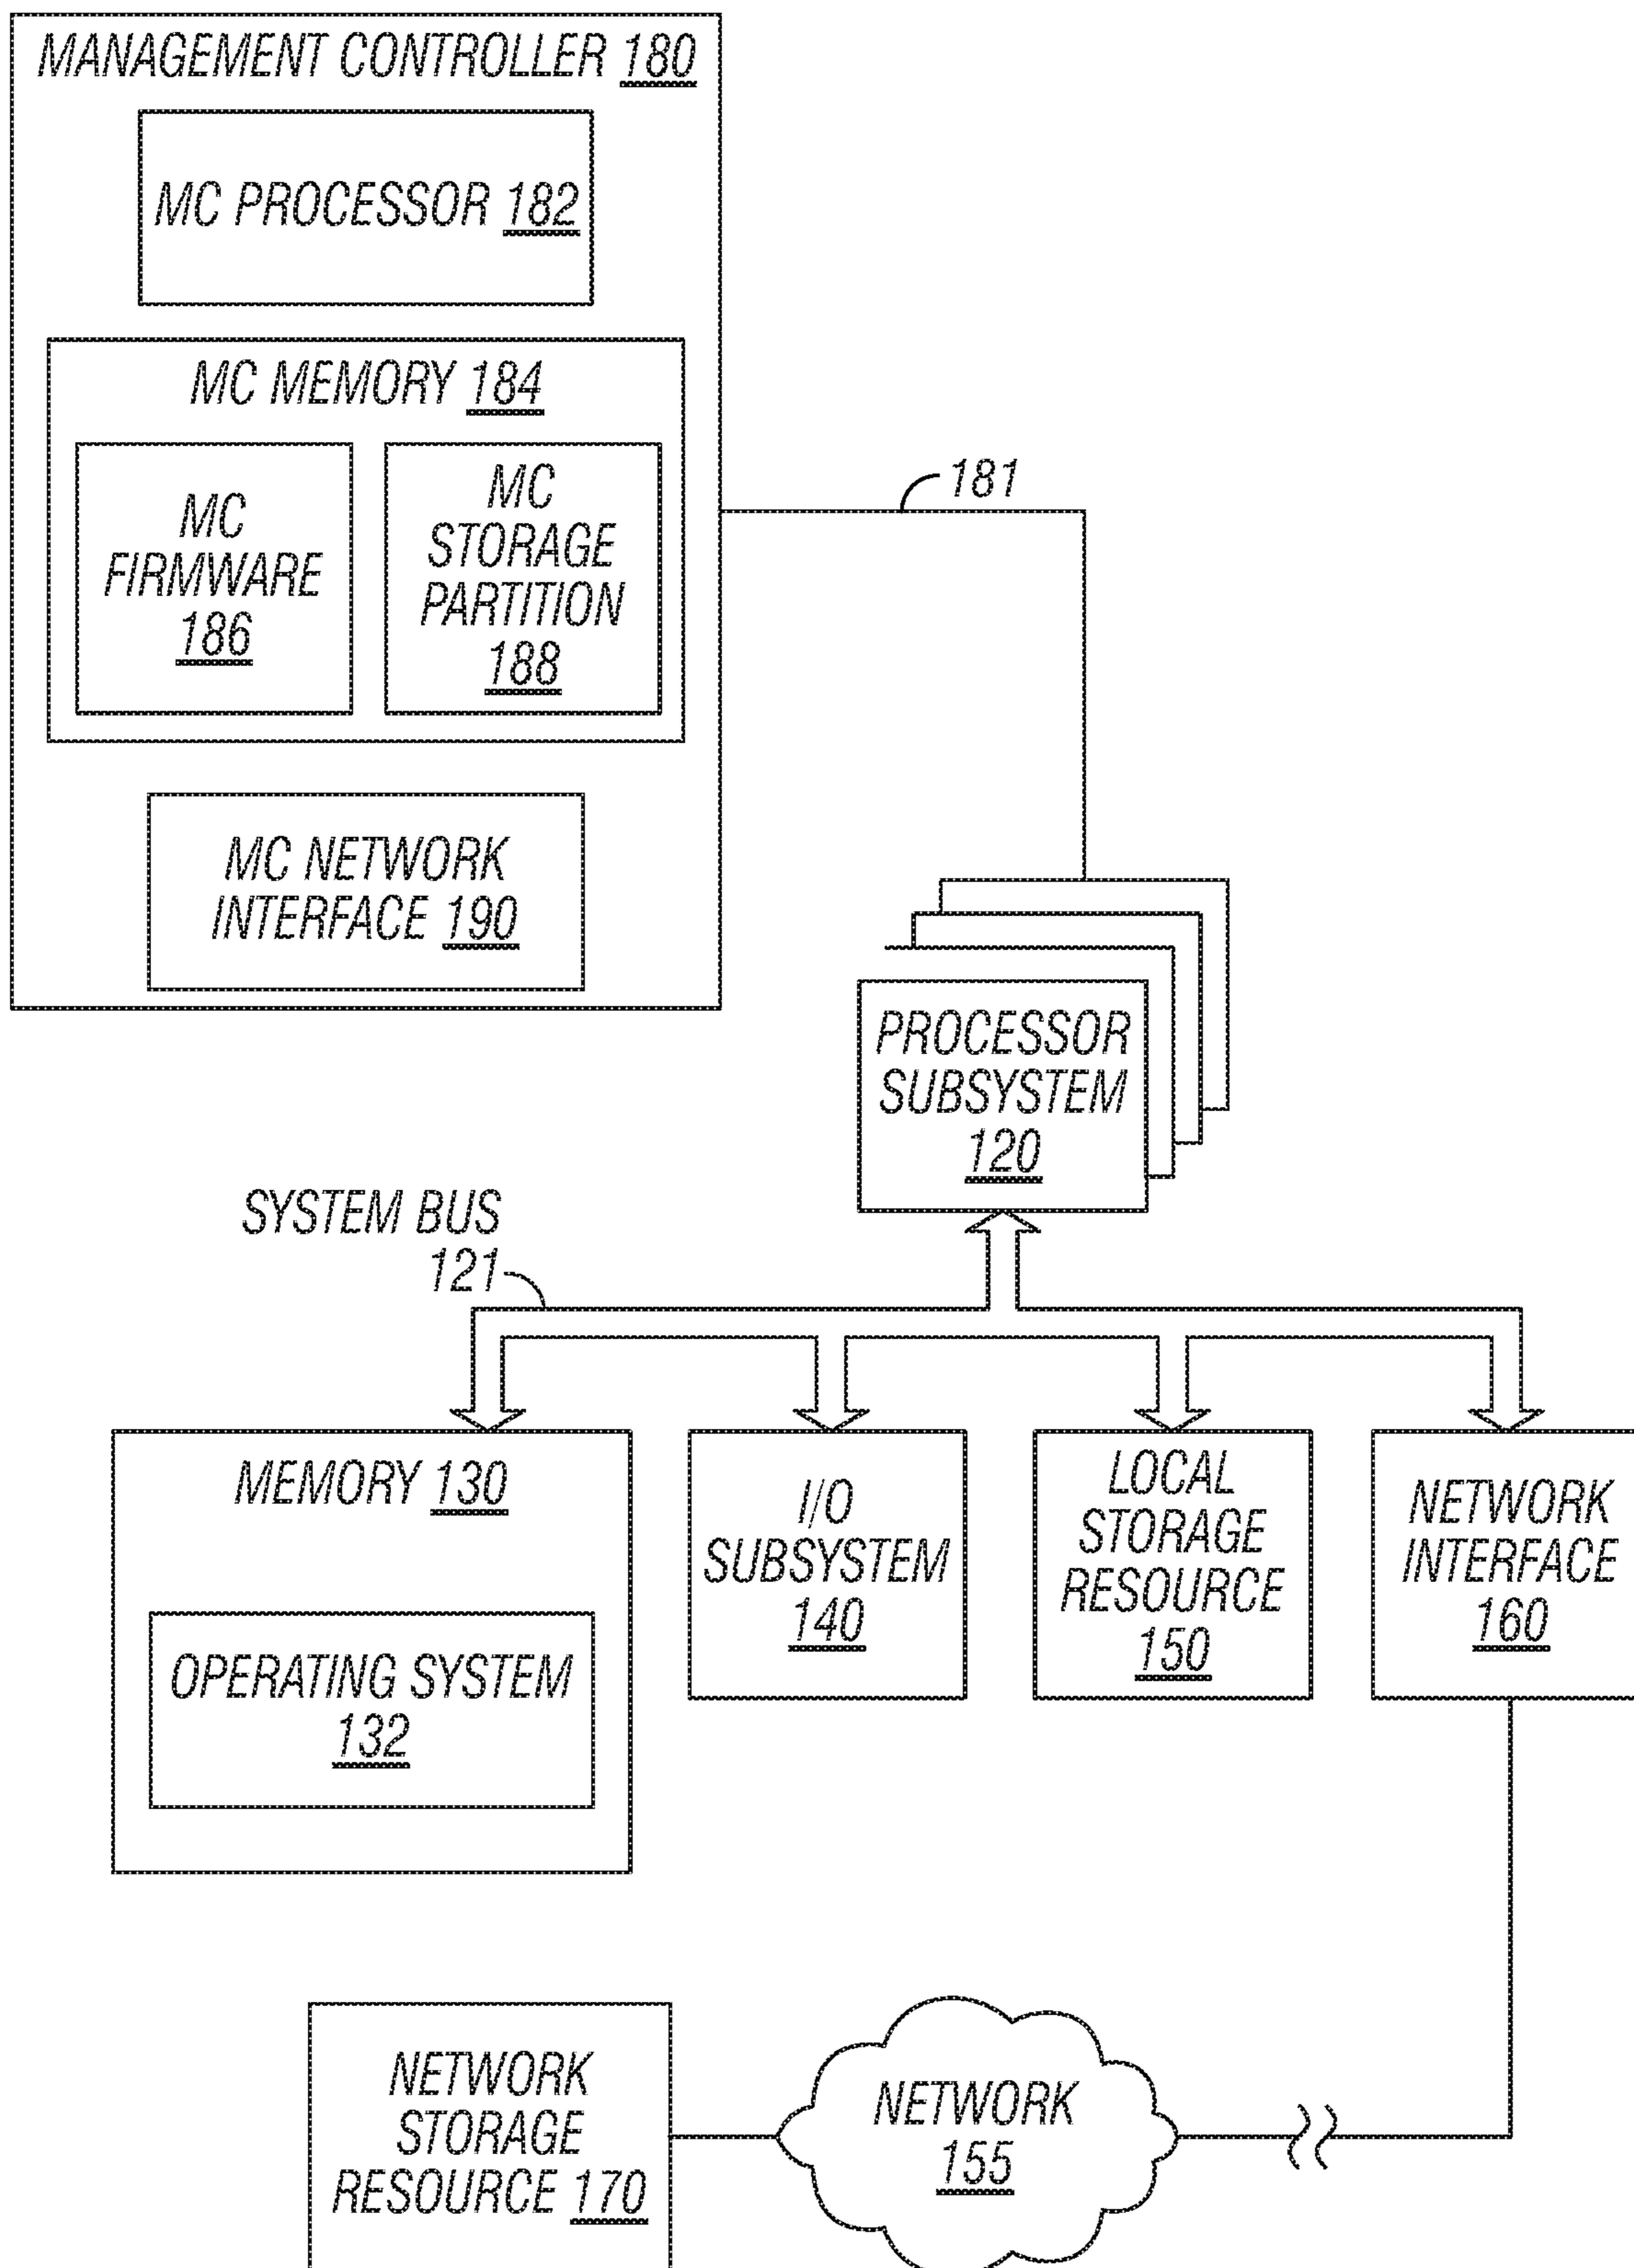 MANAGEMENT CONTROLLER 180
MC PROCESSOR 182
MC MEMORY 184
MC
FIRMWARE
186
MC
STORAGE
PARTITION
188
MC NETWORK
INTERFACE 190
181
PROCESSOR
SUBSYSTEM
120
SYSTEM BUS
121
MEMORY 130
OPERATING SYSTEM
132
I/O
SUBSYSTEM
140
LOCAL
STORAGE
RESOURCE
150
NETWORK
INTERFACE
160
NETWORK
STORAGE
RESOURCE 170
NETWORK
155